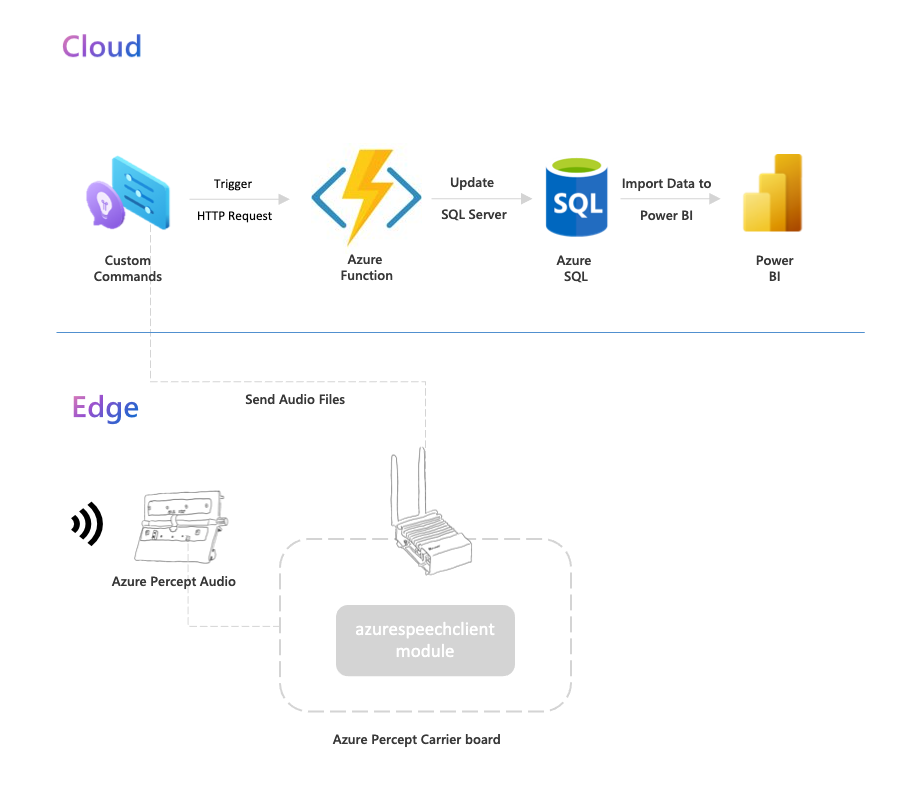 Cloud
Trigger
HTTP Request
Update
SQL Server
SQL
Import Data to
Power BI
Custom
Commands
Azure
Function
Azure
SQL
Power
BI
Send Audio Files
Edge
Azure Percept Audio
azurespeechclient
module
Azure Percept Carrier board